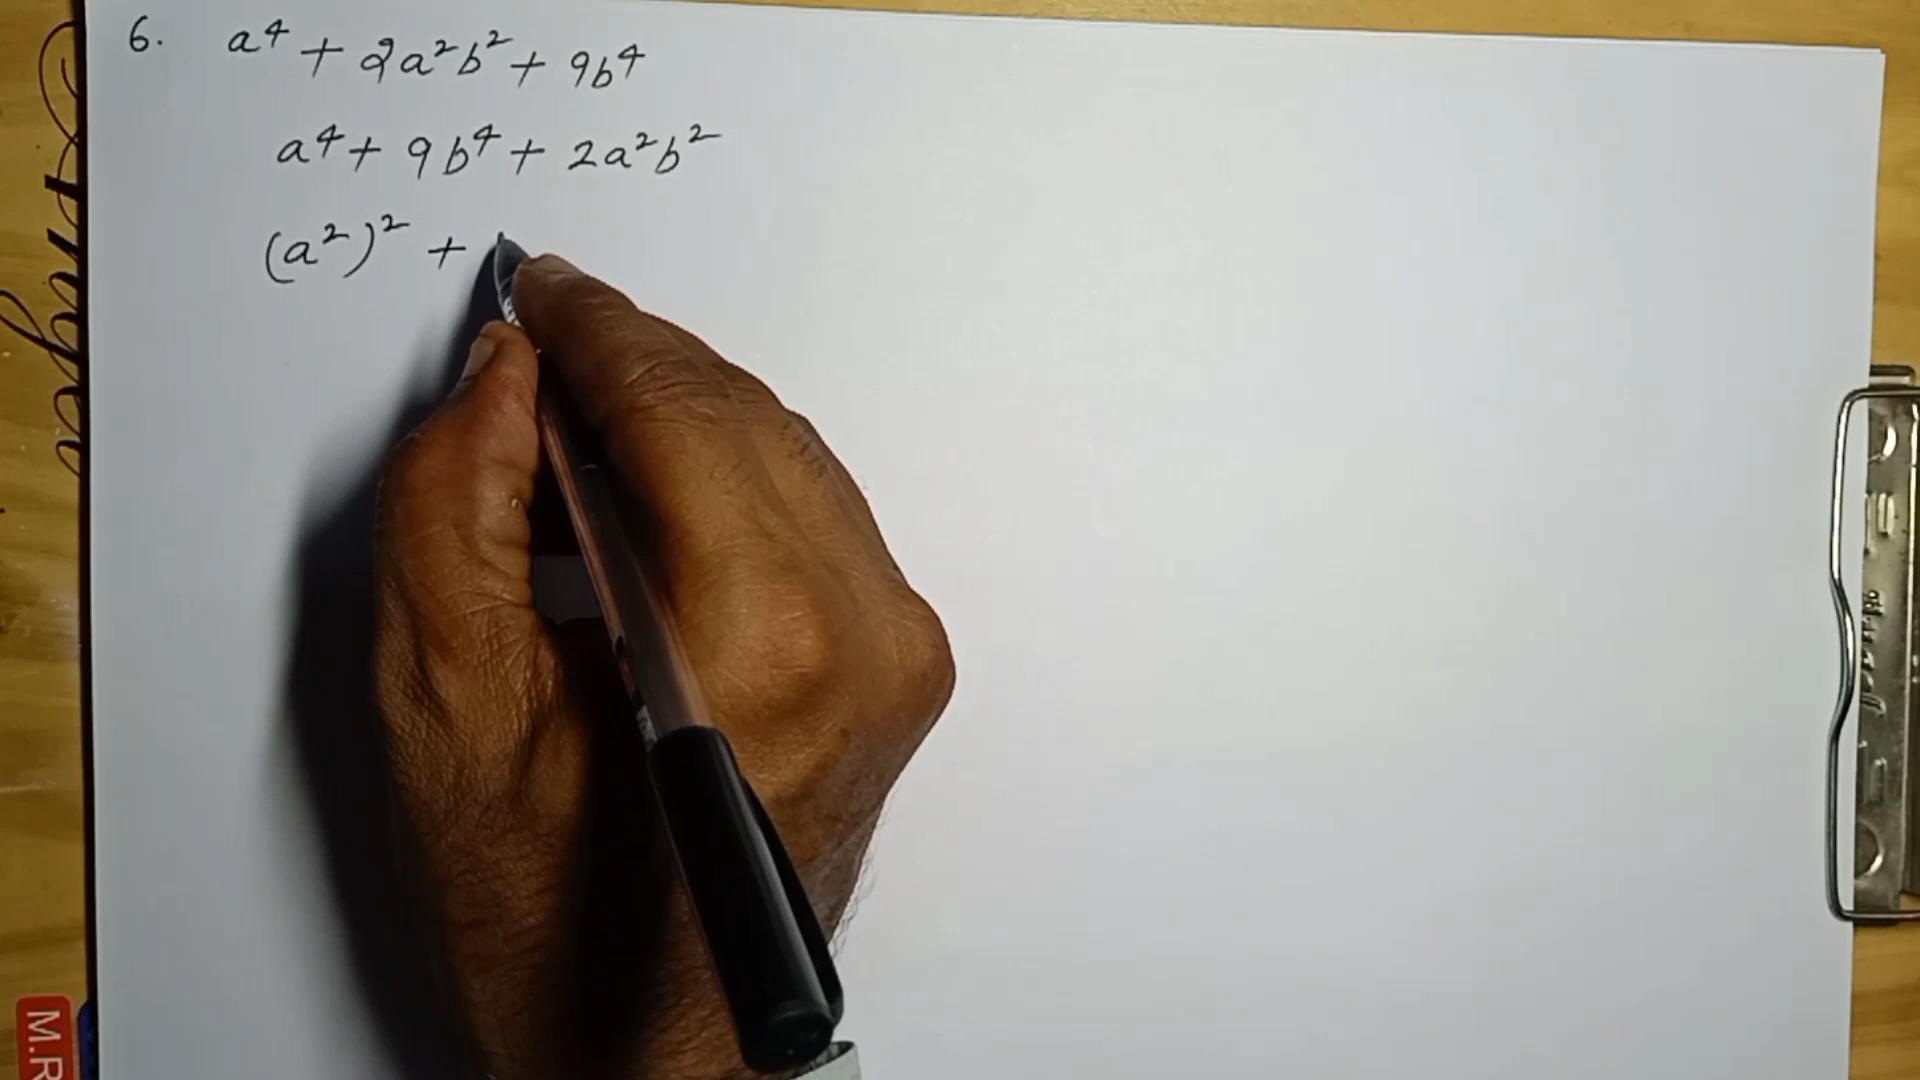 6. a⁴ + 2a²b² + 9b⁴
a⁴ + 9b⁴ + 2a²b²
(a²)² +
M.R